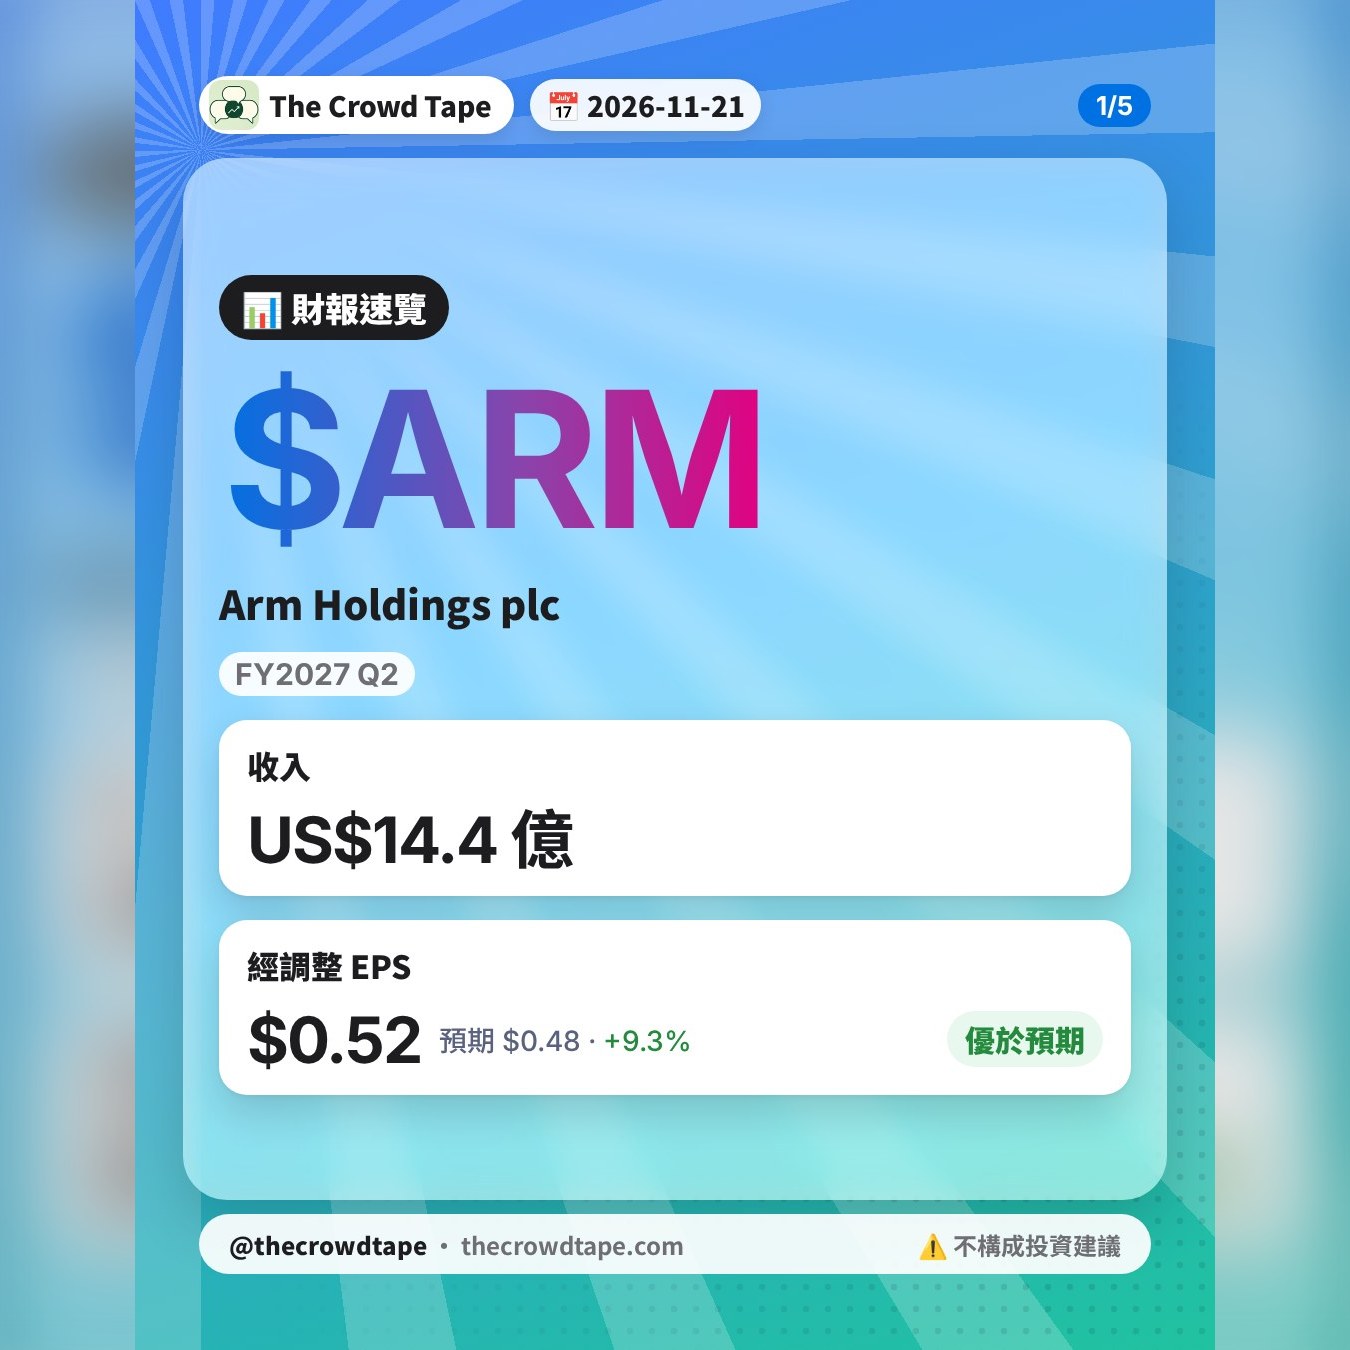 The Crowd Tape
2026-11-21
1/5
財報速覽
$ARM
Arm Holdings plc
FY2027 Q2
收入
US$14.4 億
經調整 EPS
$0.52 預期 $0.48 · +9.3% 優於預期
@thecrowdtape · thecrowdtape.com
不構成投資建議